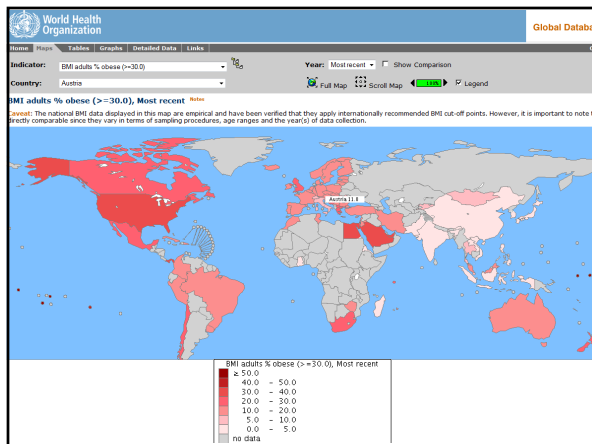 World Health
Organization
Global Databa
Home Maps Tables Graphs Detailed Data Links
Indicator: BMI adults % obese (>=30.0) Year: Most recent Show Comparison
Country: Austria Full Map Scroll Map Legend
BMI adults % obese (>=30.0), Most recent Notes
Caveat: The national BMI data displayed in this map are empirical and have been verified that they apply internationally recommended BMI cut-off points. However, it is important to note t
directly comparable since they vary in terms of sampling procedures, age ranges and the year(s) of data collection.
BMI adults % obese (>=30.0), Most recent
≥ 50.0
40.0 - 50.0
30.0 - 40.0
20.0 - 30.0
10.0 - 20.0
5.0 - 10.0
0.0 - 5.0
no data